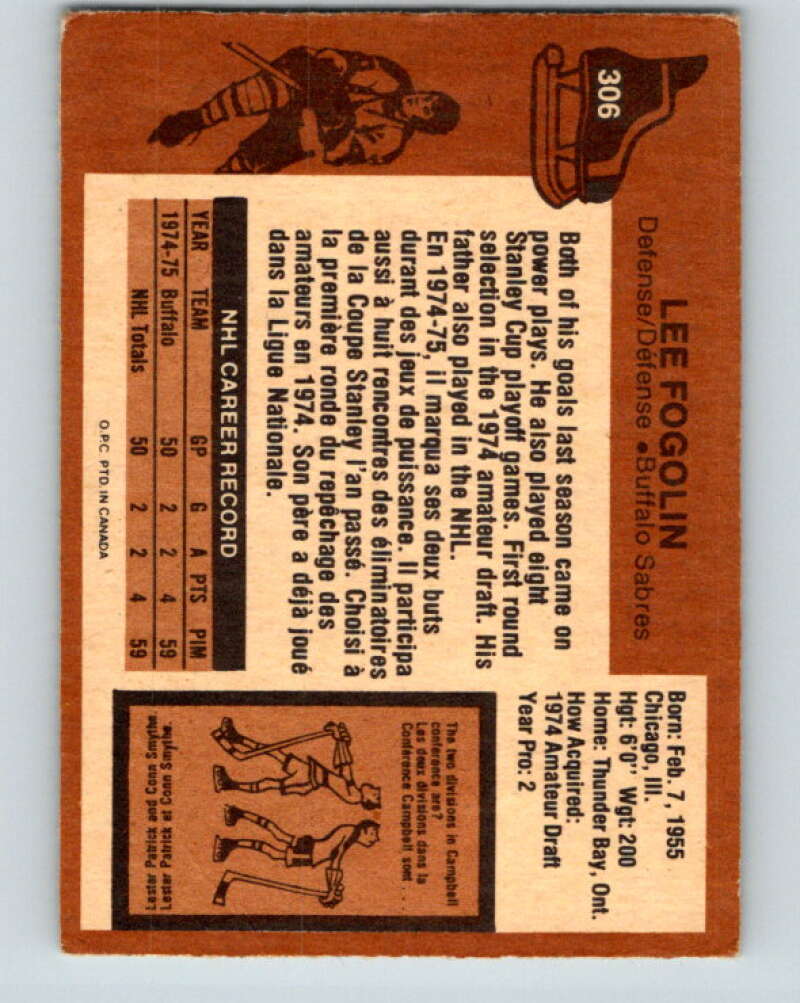 306
LEE FOGOLIN
Defense/Défense • Buffalo Sabres
Born: Feb. 7, 1955
Chicago, Ill.
Hgt: 6'0" Wgt: 200
Home: Thunder Bay, Ont.
How Acquired:
1974 Amateur Draft
Year Pro: 2
Both of his goals last season came on
power plays. He also played eight
Stanley Cup playoff games. First round
selection in the 1974 amateur draft. His
father also played in the NHL.
En 1974-75, il marqua ses deux buts
durant des jeux de puissance. Il participa
aussi à huit rencontres des éliminatoires
de la Coupe Stanley l'an passé. Choisi à
la première ronde du repêchage des
amateurs en 1974. Son père a déjà joué
dans la Ligue Nationale.
NHL CAREER RECORD
YEAR TEAM GP G A PTS PIM
1974-75 Buffalo 50 2 2 4 59
NHL Totals 50 2 2 4 59
O.P.C. PTD. IN CANADA
The two divisions in Campbell
conference are?
Les deux divisions dans la
Conférence Campbell sont . . .
Lester Patrick at Conn Smythe.
Lester Patrick and Conn Smythe.